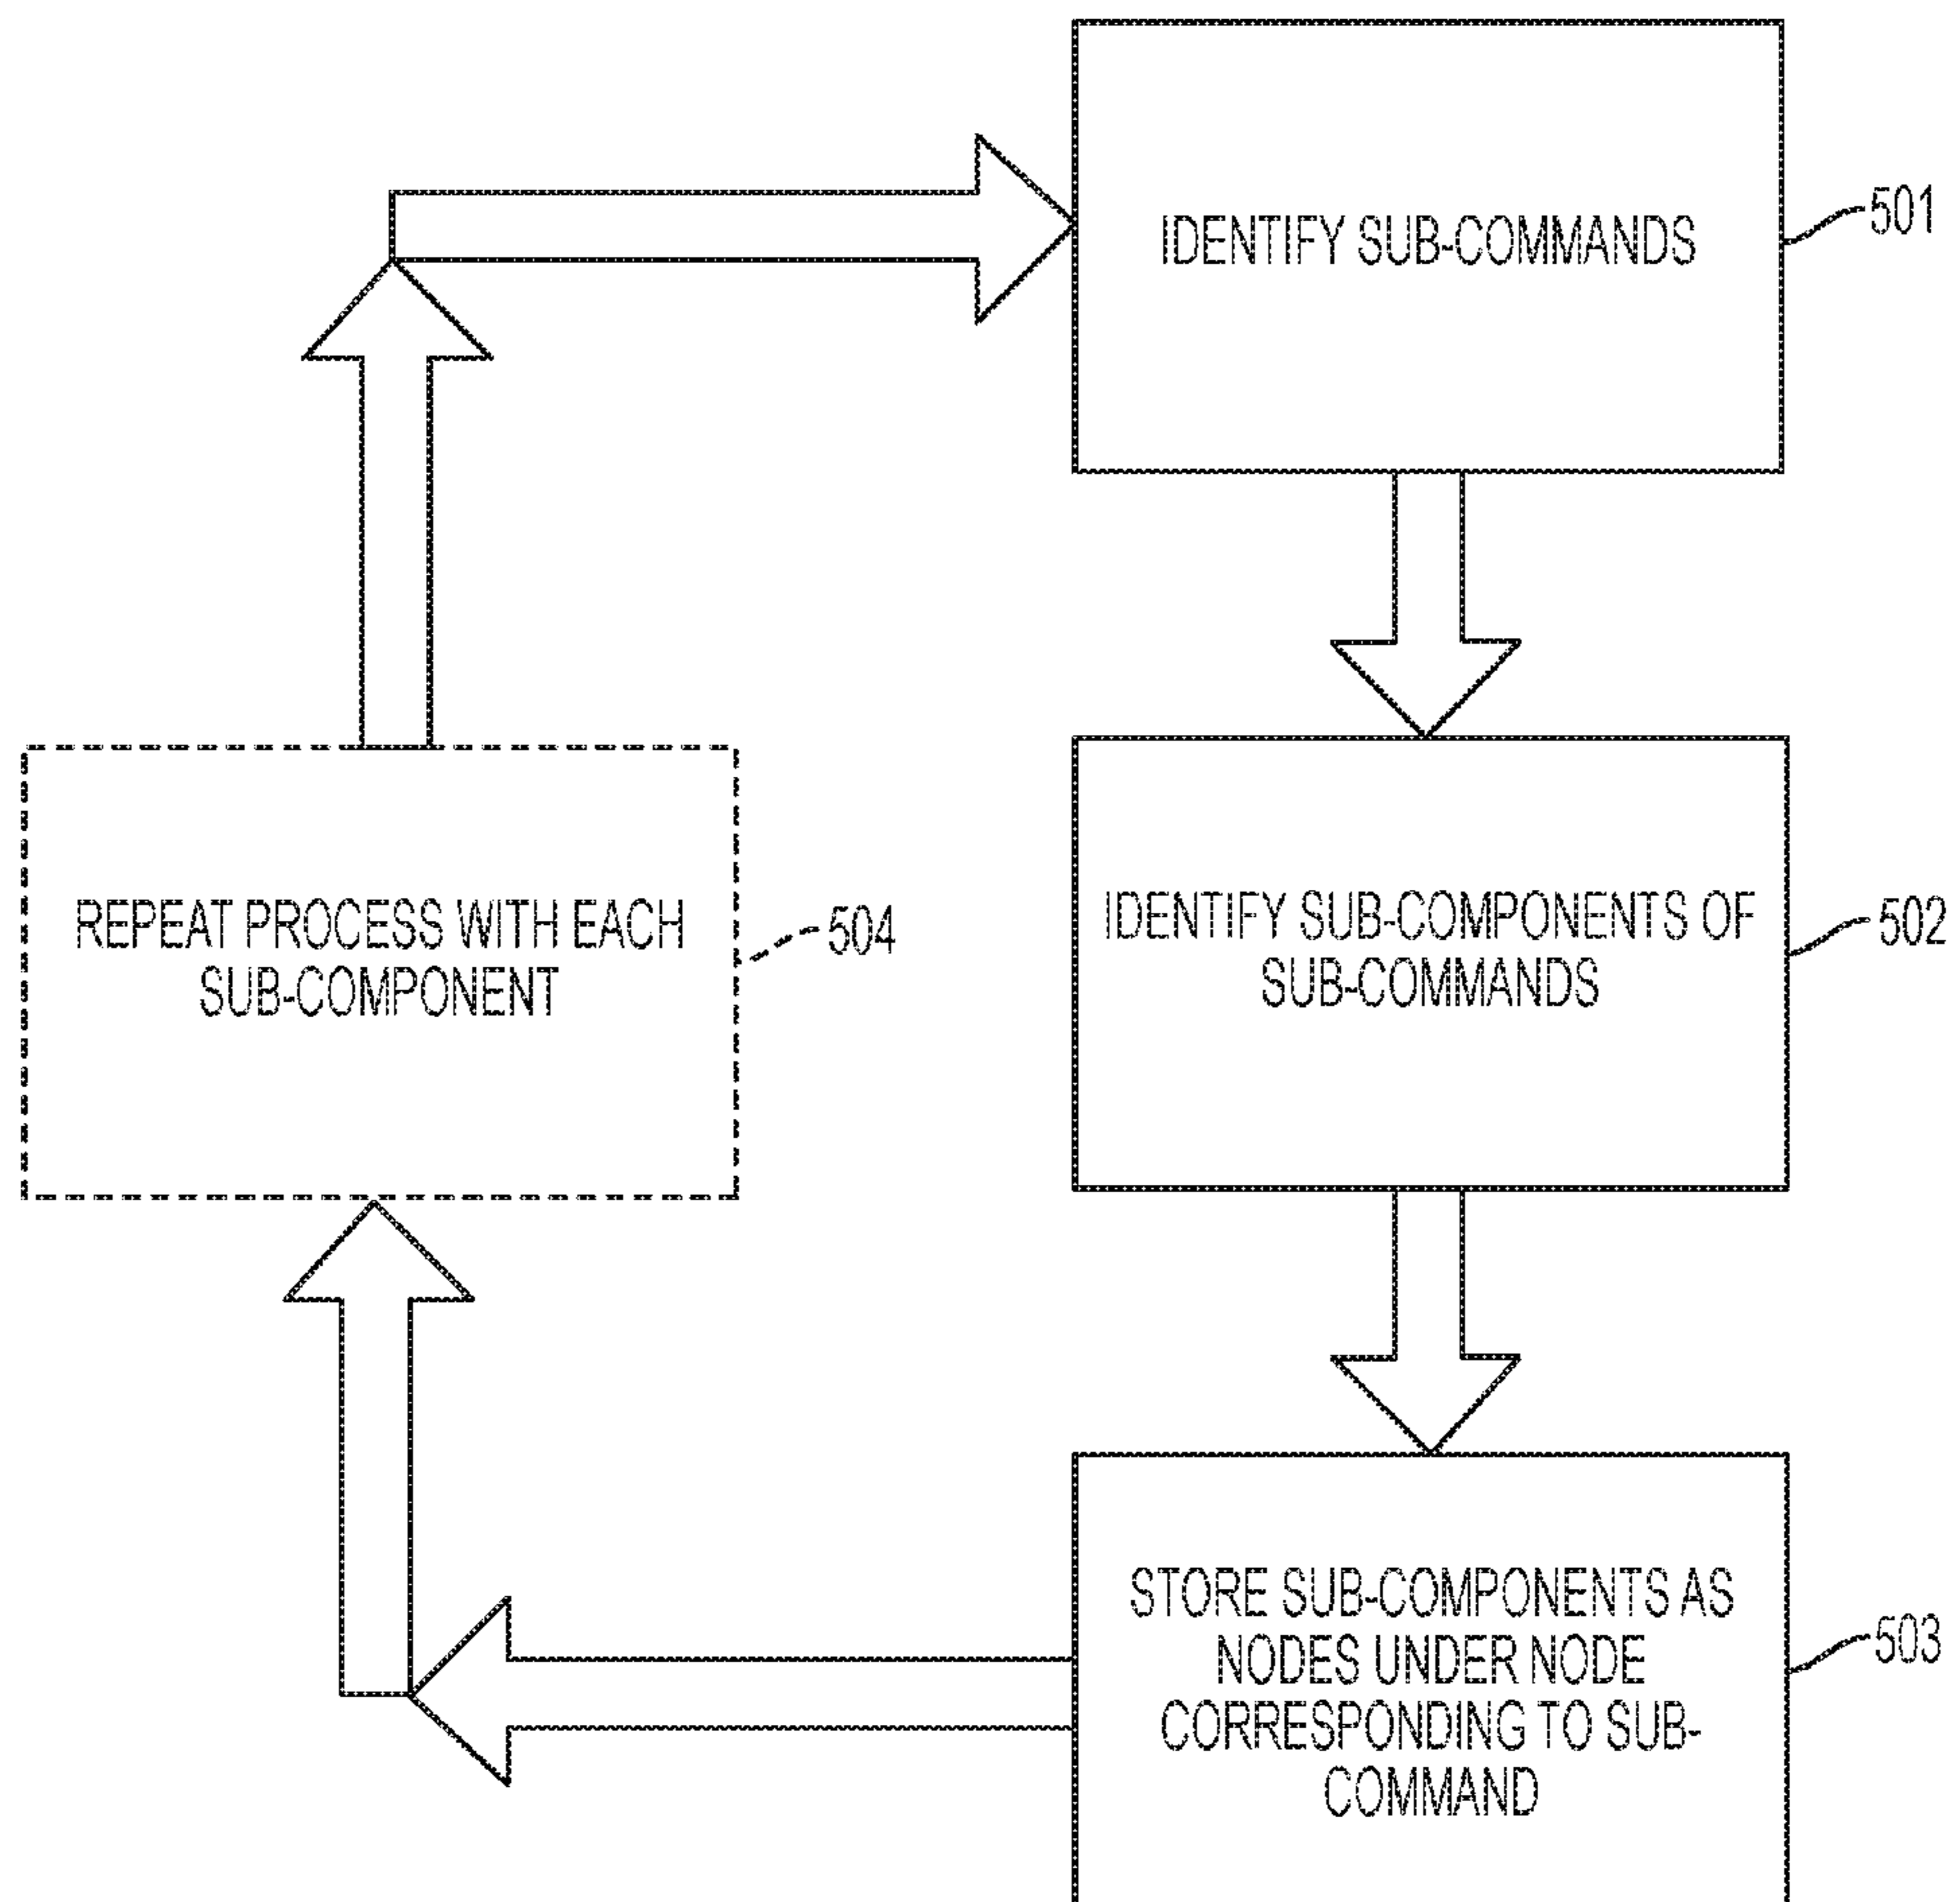 IDENTIFY SUB-COMMANDS
501
IDENTIFY SUB-COMPONENTS OF
SUB-COMMANDS
502
STORE SUB-COMPONENTS AS
NODES UNDER NODE
CORRESPONDING TO SUB-
COMMAND
503
REPEAT PROCESS WITH EACH
SUB-COMPONENT
504